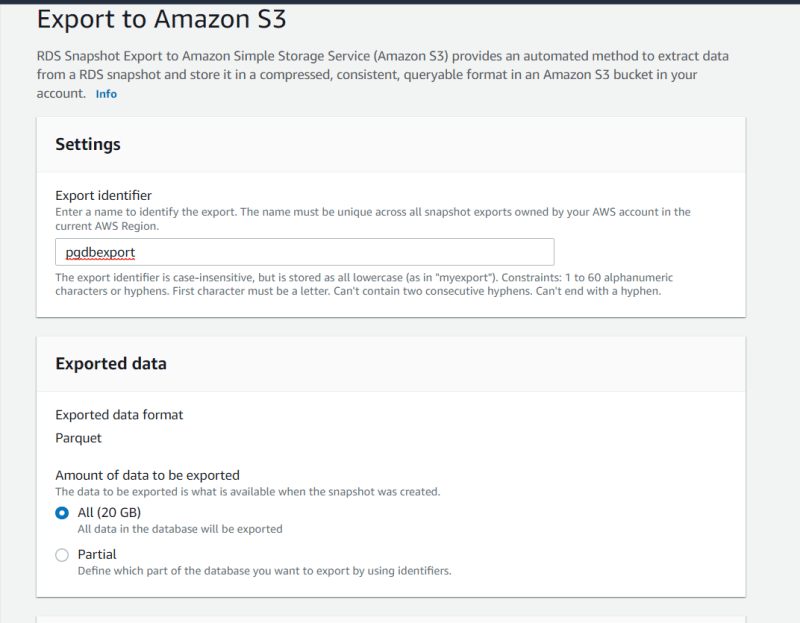 Export to Amazon S3
RDS Snapshot Export to Amazon Simple Storage Service (Amazon S3) provides an automated method to extract data
from a RDS snapshot and store it in a compressed, consistent, queryable format in an Amazon S3 bucket in your
account. Info
Settings
Export identifier
Enter a name to identify the export. The name must be unique across all snapshot exports owned by your AWS account in the
current AWS Region.
pgdbexport
The export identifier is case-insensitive, but is stored as all lowercase (as in "myexport"). Constraints: 1 to 60 alphanumeric
characters or hyphens. First character must be a letter. Can't contain two consecutive hyphens. Can't end with a hyphen.
Exported data
Exported data format
Parquet
Amount of data to be exported
The data to be exported is what is available when the snapshot was created.
All (20 GB)
All data in the database will be exported
Partial
Define which part of the database you want to export by using identifiers.